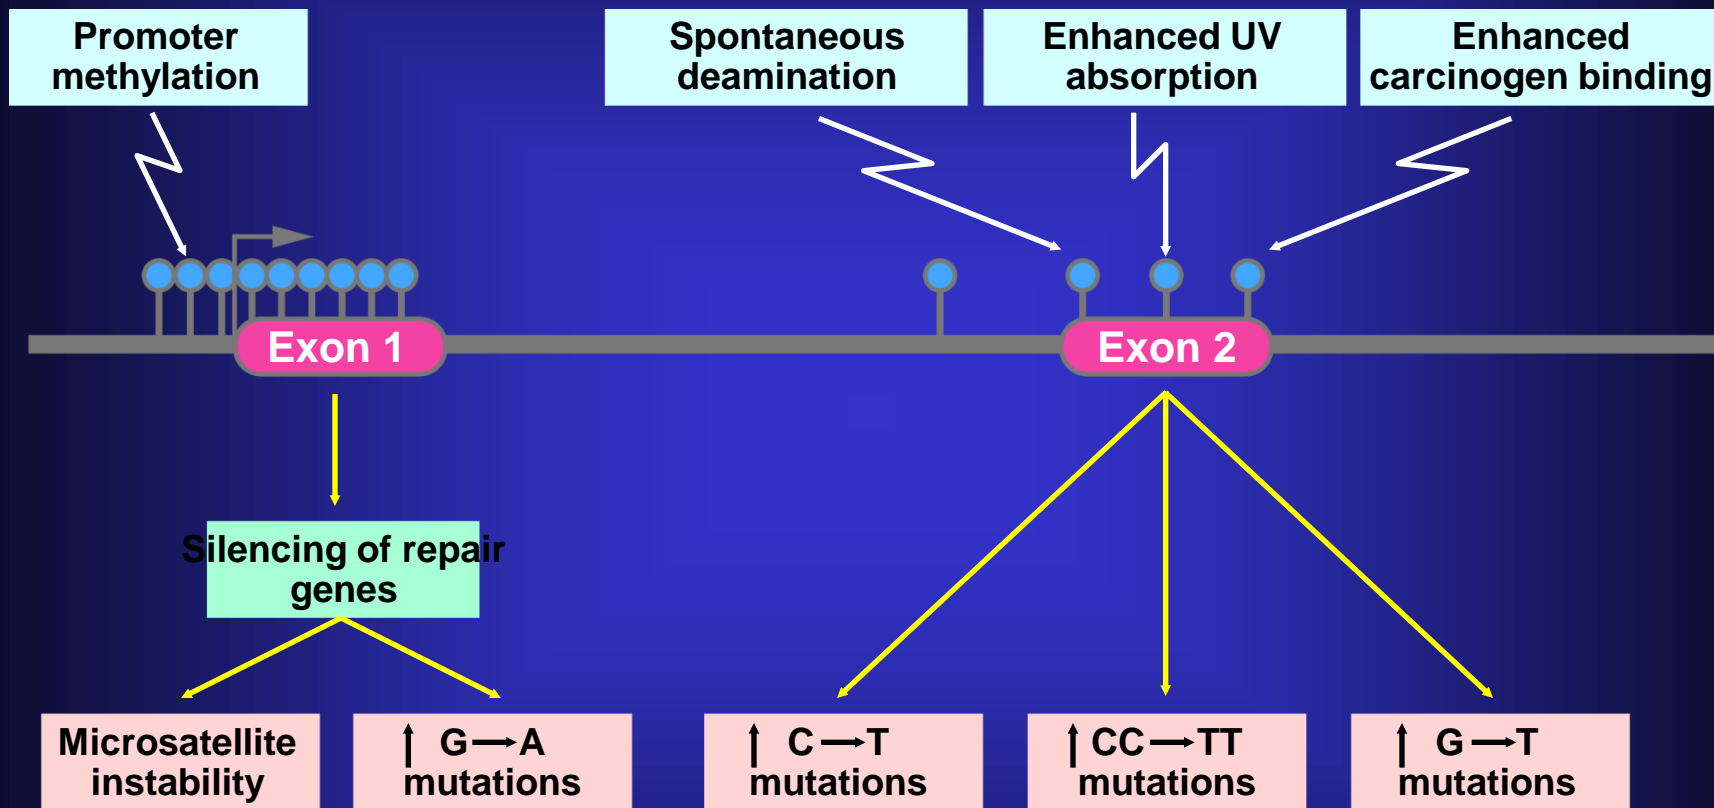 Promoter
methylation
Spontaneous
deamination
Enhanced UV
absorption
Enhanced
carcinogen binding
Exon 1
Exon 2
Silencing of repair
genes
Microsatellite
instability
↑ G→A
mutations
↑ C→T
mutations
↑ CC→TT
mutations
↑ G→T
mutations